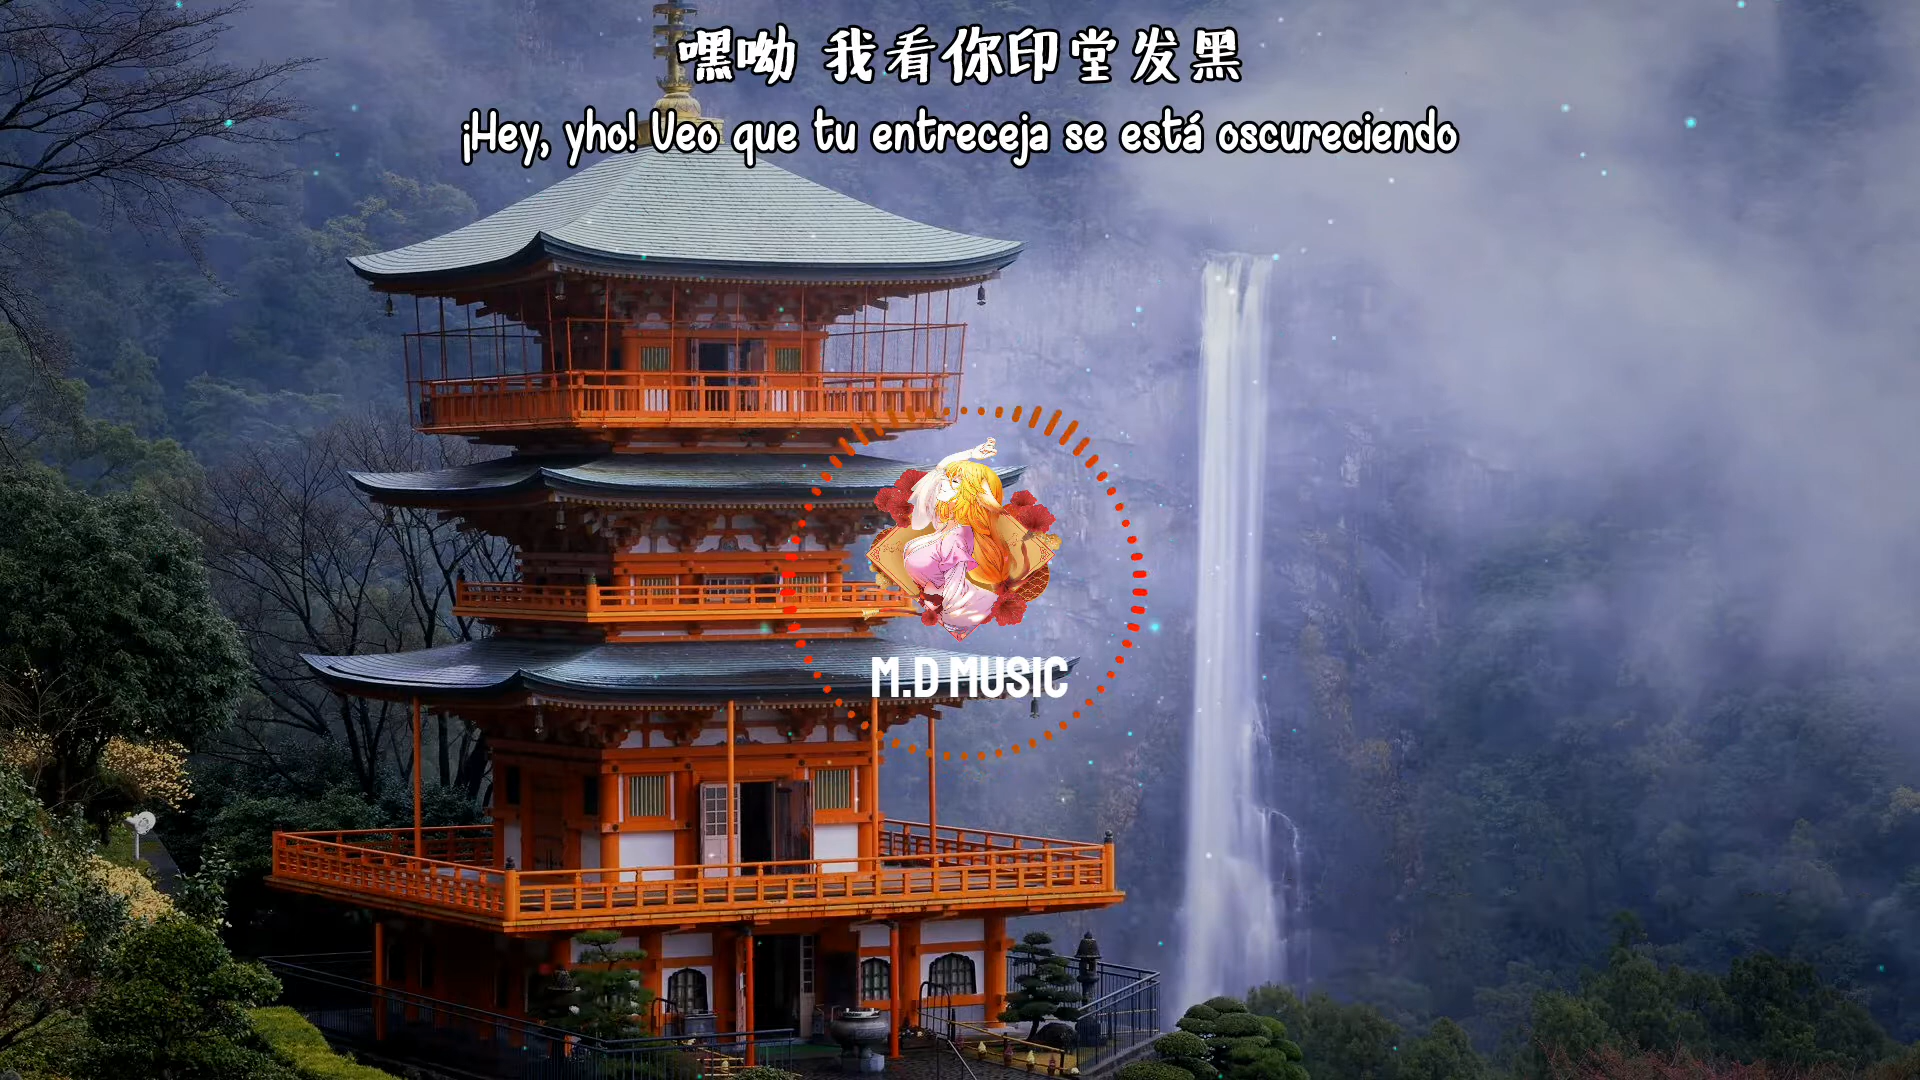 嘿呦 我看你印堂发黑
¡Hey, yho! Veo que tu entreceja se está oscureciendo
M.D MUSIC